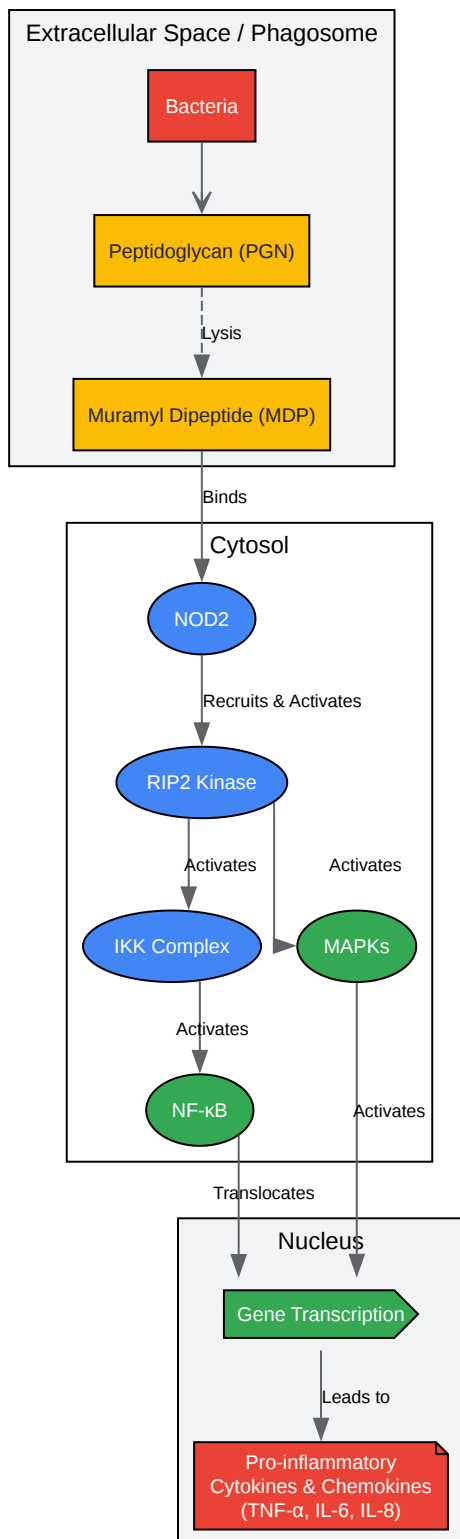 Extracellular Space / Phagosome
Bacteria
Peptidoglycan (PGN)
Lysis
Muramyl Dipeptide (MDP)
Binds
Cytosol
NOD2
Recruits & Activates
RIP2 Kinase
Activates
Activates
IKK Complex
MAPKs
Activates
NF-κB
Activates
Translocates
Nucleus
Gene Transcription
Leads to
Pro-inflammatory
Cytokines & Chemokines
(TNF-α, IL-6, IL-8)